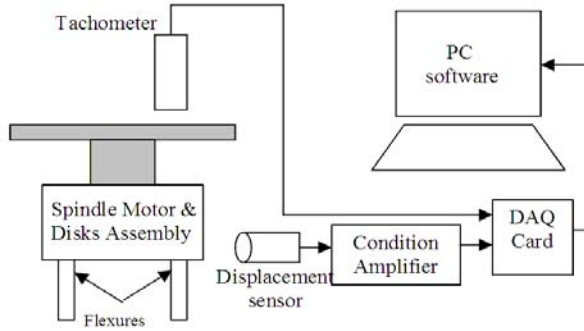 Tachometer
PC
software
Spindle Motor &
Disks Assembly
DAQ
Card
Condition
Amplifier
Displacement
sensor
Flexures